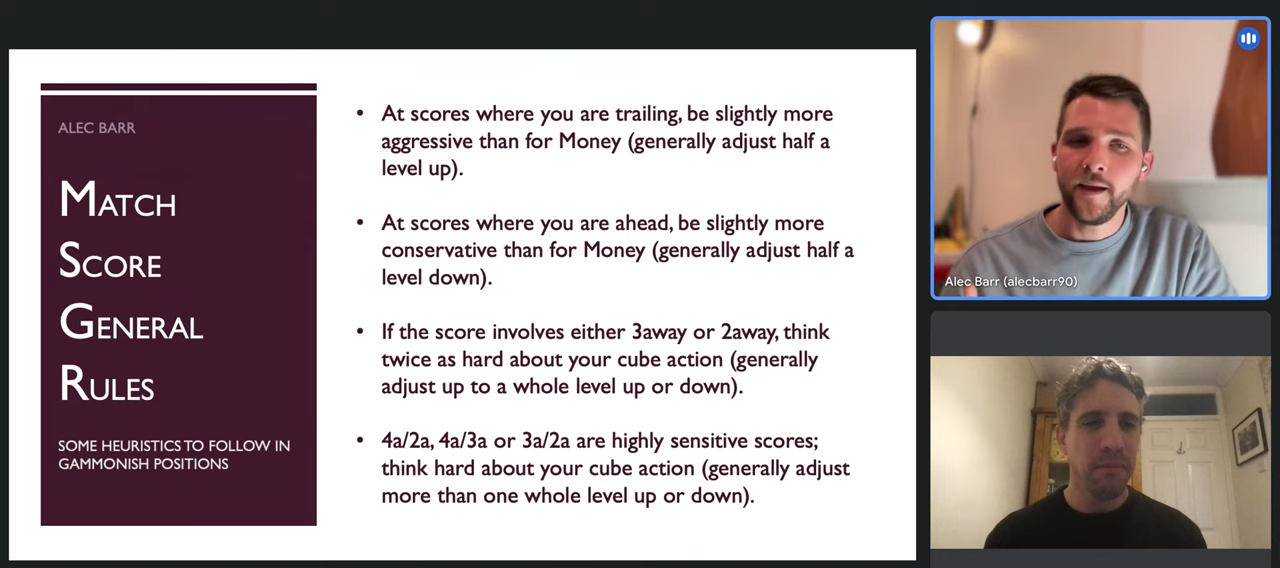 ALEC BARR
MATCH
SCORE
GENERAL
RULES
SOME HEURISTICS TO FOLLOW IN
GAMMONISH POSITIONS
• At scores where you are trailing, be slightly more
aggressive than for Money (generally adjust half a
level up).
• At scores where you are ahead, be slightly more
conservative than for Money (generally adjust half a
level down).
• If the score involves either 3away or 2away, think
twice as hard about your cube action (generally
adjust up to a whole level up or down).
• 4a/2a, 4a/3a or 3a/2a are highly sensitive scores;
think hard about your cube action (generally adjust
more than one whole level up or down).
Alec Barr (alecbarr90)